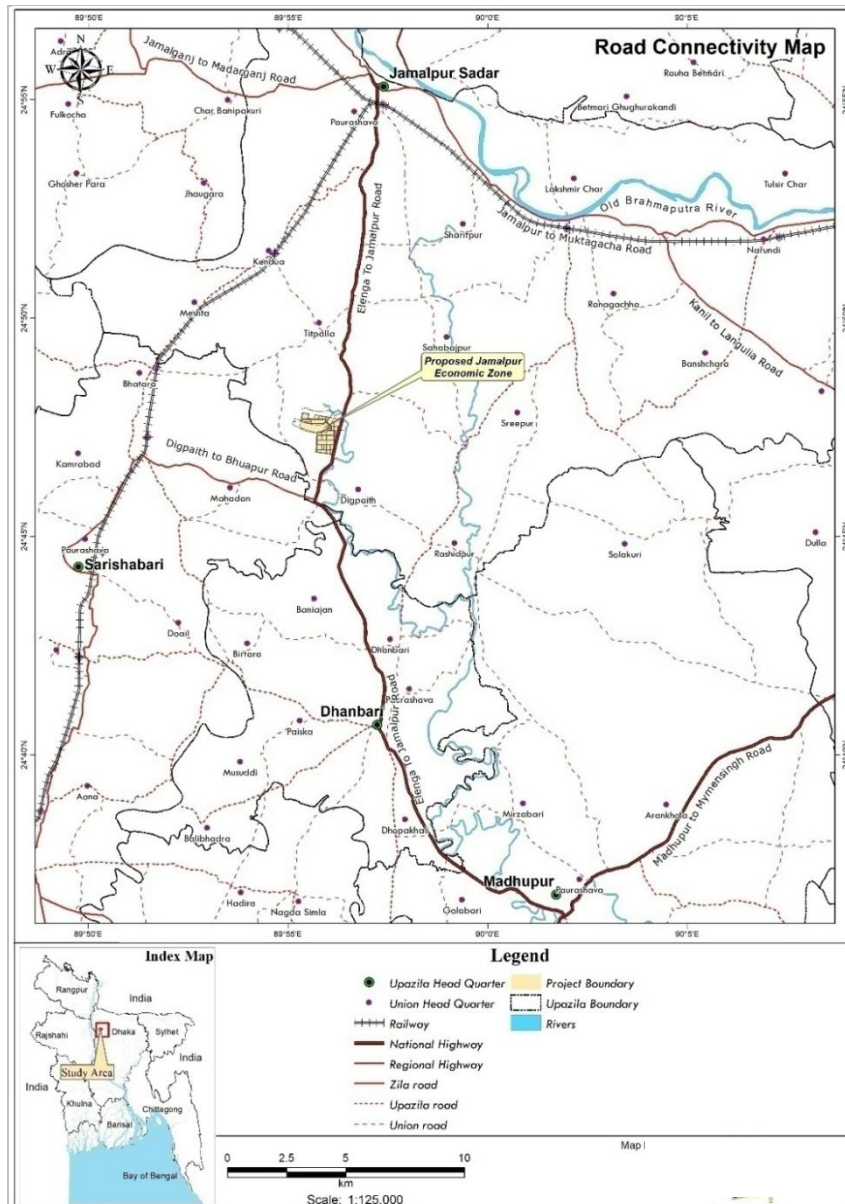 89°50'E 89°55'E 90°0'E 90°5'E
Road Connectivity Map
N
W E
S
Jamalganj to Madarganj Road
Jamalpur Sadar
Rauha Betmari
24°55'N
Fulkocha
Char Banipakuri
Paurashava
Betmari Ghughurakandi
Ghosher Para
Jhaugara
Lakshmir Char
Tulsir Char
Old Brahmaputra River
Elenga To Jamalpur Road
Sharifpur
Jamalpur to Muktagacha Road
Narundi
Kendua
Meshta
Ranagachha
Kanil to Langulia Road
24°50'N
Titpalla
Sahabajpur
Proposed Jamalpur
Economic Zone
Banshchara
Bhatara
Sreepur
Digpaith to Bhuapur Road
Kamrabad
Mahadan
Digpaith
24°45'N
Paurashava
Sarishabari
Rashidpur
Solakuri
Dulla
Baniajan
Doail
Birtara
Dhanbari
Paurashava
Dhanbari
Elenga to Jamalpur Road
Paiska
24°40'N
Musuddi
Madhupur to Mymensingh Road
Aona
Mirzabari
Arankhola
Balibhadra
Dhopakhali
Madhupur
Paurashava
Hadira
Nagda Simla
Golabari
89°50'E 89°55'E 90°0'E 90°5'E
Index Map
India
Rangpur
India
Rajshahi
Dhaka
Sylhet
India
Study Area
India
Khulna
Barisal
Chittagong
Bay of Bengal
Legend
Upazila Head Quarter
Project Boundary
Union Head Quarter
Upazila Boundary
Railway
Rivers
National Highway
Regional Highway
Zila road
Upazila road
Union road
Map
0 2.5 5 10
km
Scale: 1:125,000